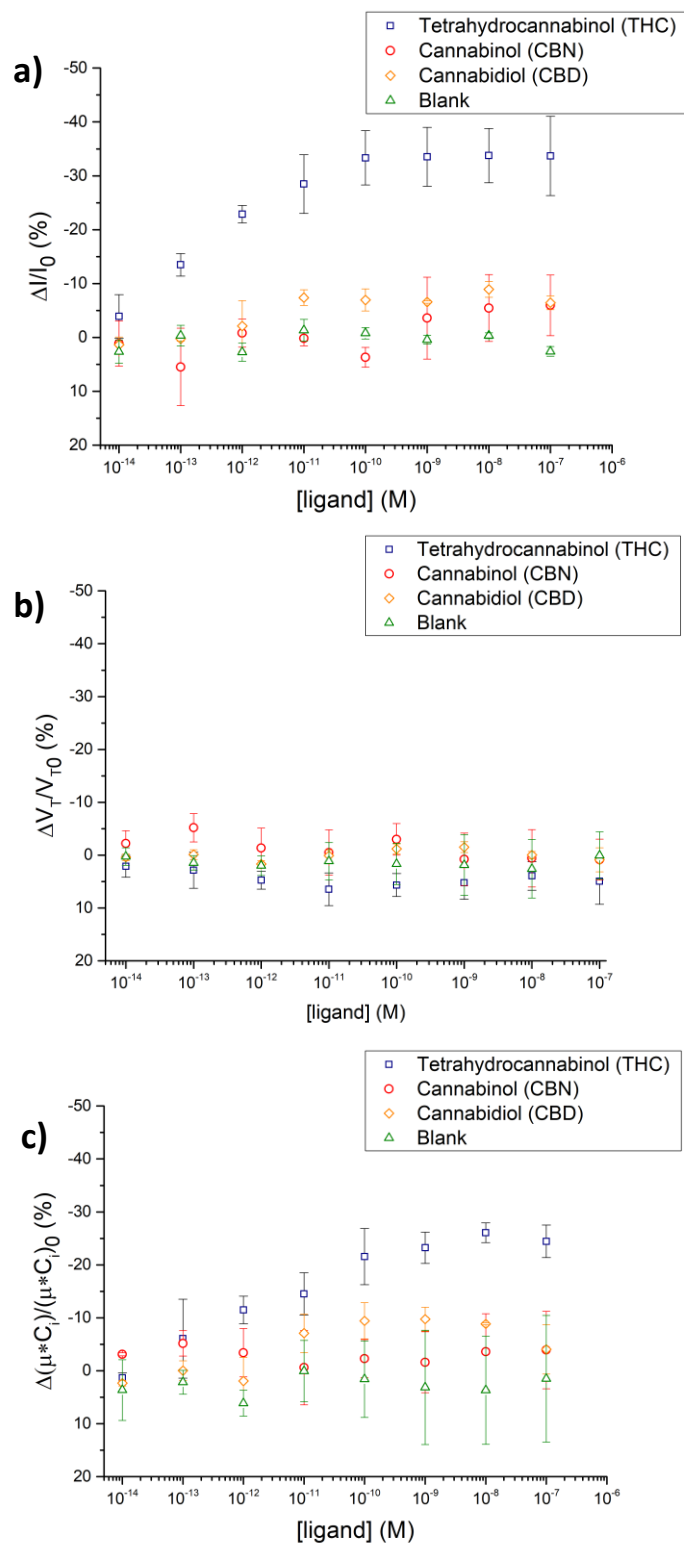 Tetrahydrocannabinol (THC)
Cannabinol (CBN)
Cannabidiol (CBD)
Blank
a)
-50
-40
-30
-20
-10
0
10
20
ΔI/I₀ (%)
10⁻¹⁴ 10⁻¹³ 10⁻¹² 10⁻¹¹ 10⁻¹⁰ 10⁻⁹ 10⁻⁸ 10⁻⁷ 10⁻⁶
[ligand] (M)
Tetrahydrocannabinol (THC)
Cannabinol (CBN)
Cannabidiol (CBD)
Blank
b)
-50
-40
-30
-20
-10
0
10
20
ΔV_T/V_T0 (%)
10⁻¹⁴ 10⁻¹³ 10⁻¹² 10⁻¹¹ 10⁻¹⁰ 10⁻⁹ 10⁻⁸ 10⁻⁷
[ligand] (M)
Tetrahydrocannabinol (THC)
Cannabinol (CBN)
Cannabidiol (CBD)
Blank
c)
-50
-40
-30
-20
-10
0
10
20
Δ(μ*Cᵢ)/(μ*Cᵢ)₀ (%)
10⁻¹⁴ 10⁻¹³ 10⁻¹² 10⁻¹¹ 10⁻¹⁰ 10⁻⁹ 10⁻⁸ 10⁻⁷ 10⁻⁶
[ligand] (M)